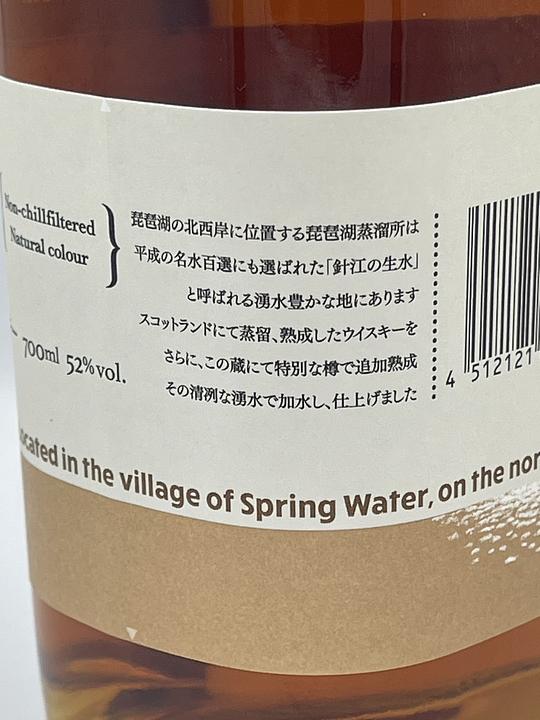 Non-chillfiltered
Natural colour
700ml 52%vol.
琵琶湖の北西岸に位置する琵琶湖蒸溜所は
平成の名水百選にも選ばれた「針江の生水」
と呼ばれる湧水豊かな地にあります
スコットランドにて蒸留、熟成したウイスキーを
さらに、この蔵にて特別な樽で追加熟成
その清冽な湧水で加水し、仕上げました
4 512121
in the village of Spring Water, on the